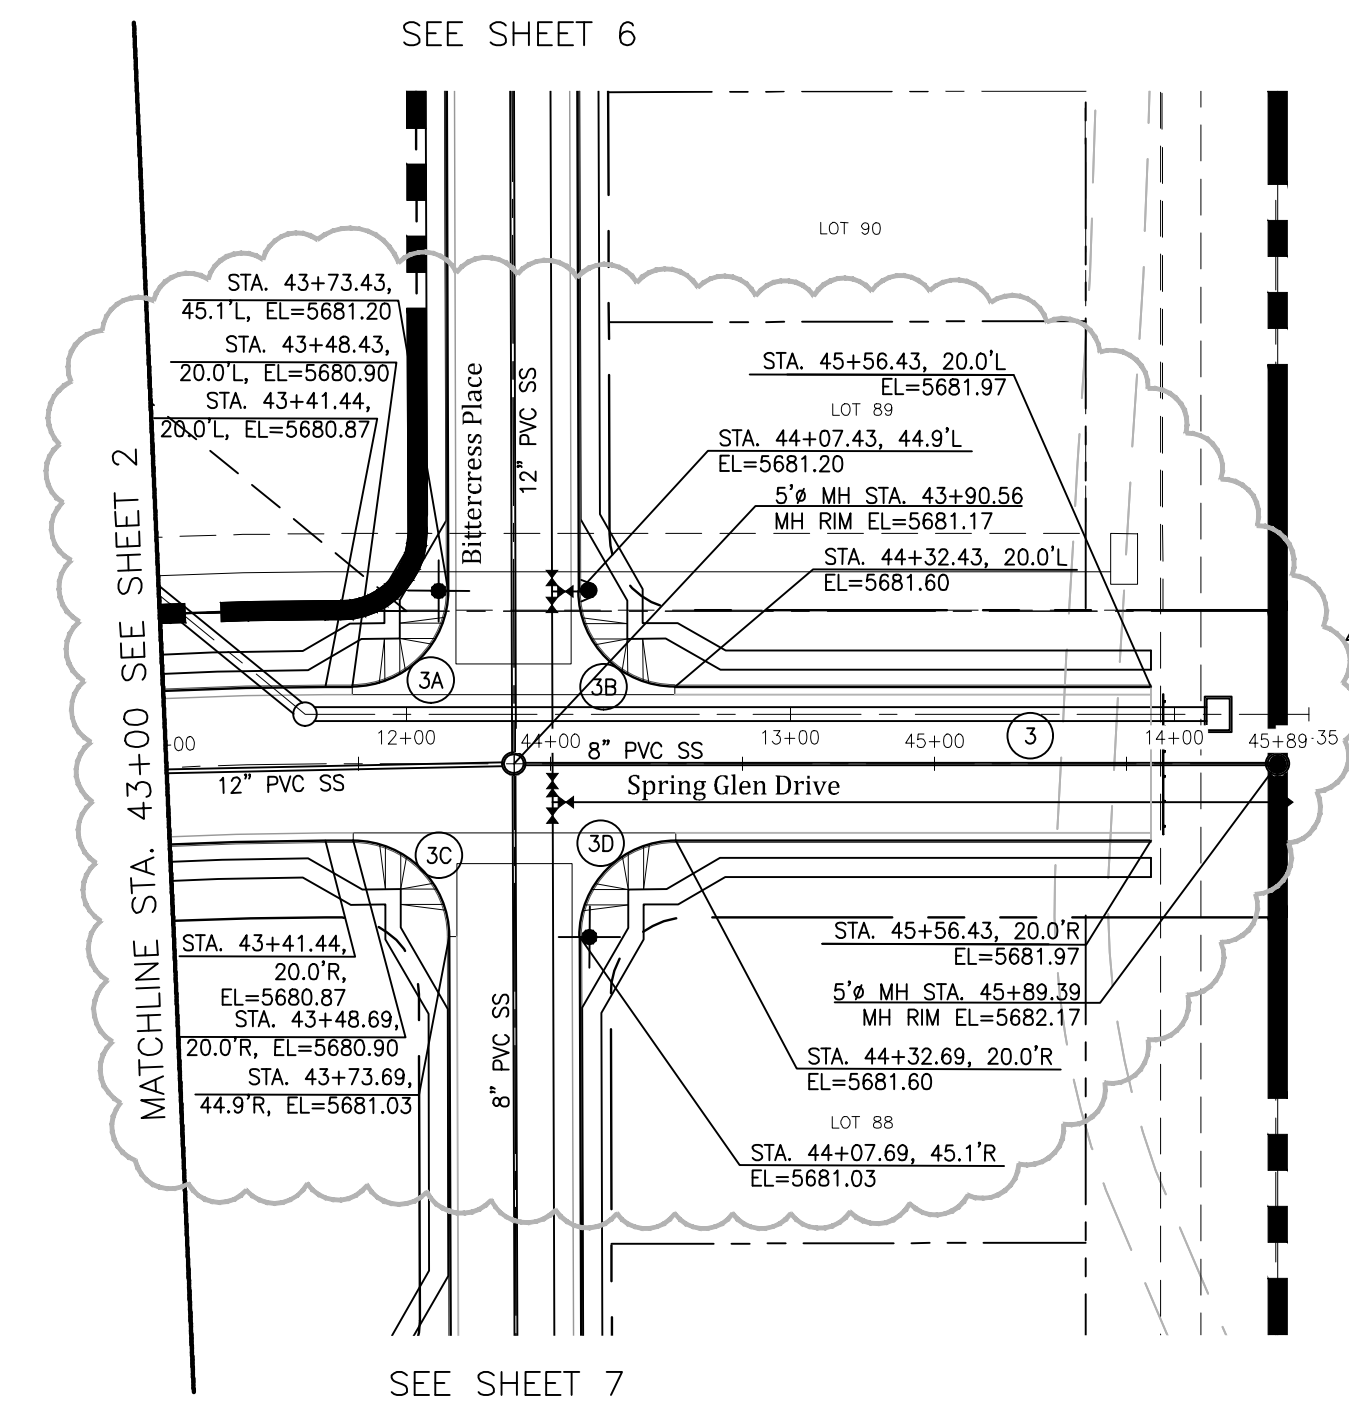 SEE SHEET 6
LOT 90
STA. 43+73.43,
45.1'L, EL=5681.20
STA. 43+48.43,
20.0'L, EL=5680.90
STA. 43+41.44,
20.0'L, EL=5680.87
Bittercress Place
12" PVC SS
STA. 45+56.43, 20.0'L
EL=5681.97
LOT 89
STA. 44+07.43, 44.9'L
EL=5681.20
5'ø MH STA. 43+90.56
MH RIM EL=5681.17
STA. 44+32.43, 20.0'L
EL=5681.60
MATCHLINE STA. 43+00 SEE SHEET 2
3A
3B
+00
12+00
44+00
13+00
45+00
3
14+00
45+89
-35
8" PVC SS
12" PVC SS
Spring Glen Drive
3C
3D
STA. 43+41.44,
20.0'R,
EL=5680.87
STA. 43+48.69,
20.0'R, EL=5680.90
STA. 43+73.69,
44.9'R, EL=5681.03
8" PVC SS
STA. 45+56.43, 20.0'R
EL=5681.97
5'ø MH STA. 45+89.39
MH RIM EL=5682.17
STA. 44+32.69, 20.0'R
EL=5681.60
LOT 88
STA. 44+07.69, 45.1'R
EL=5681.03
SEE SHEET 7